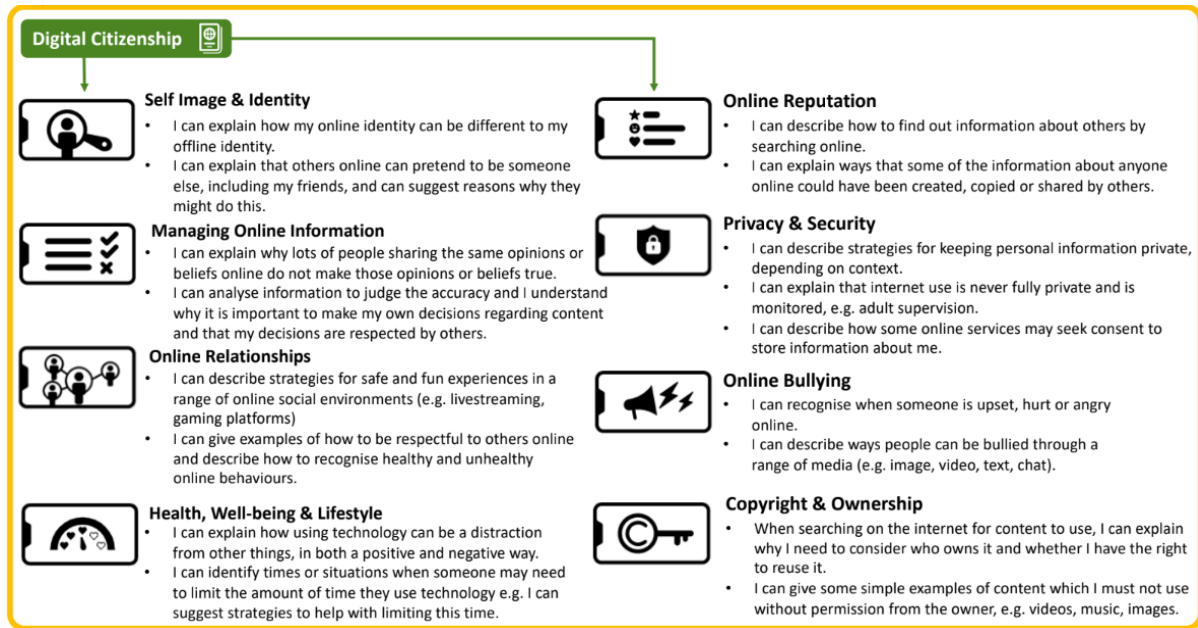 Digital Citizenship
Self Image & Identity
• I can explain how my online identity can be different to my
offline identity.
• I can explain that others online can pretend to be someone
else, including my friends, and can suggest reasons why they
might do this.
Managing Online Information
• I can explain why lots of people sharing the same opinions or
beliefs online do not make those opinions or beliefs true.
• I can analyse information to judge the accuracy and I understand
why it is important to make my own decisions regarding content
and that my decisions are respected by others.
Online Relationships
• I can describe strategies for safe and fun experiences in a
range of online social environments (e.g. livestreaming,
gaming platforms)
• I can give examples of how to be respectful to others online
and describe how to recognise healthy and unhealthy
online behaviours.
Health, Well-being & Lifestyle
• I can explain how using technology can be a distraction
from other things, in both a positive and negative way.
• I can identify times or situations when someone may need
to limit the amount of time they use technology e.g. I can
suggest strategies to help with limiting this time.
Online Reputation
• I can describe how to find out information about others by
searching online.
• I can explain ways that some of the information about anyone
online could have been created, copied or shared by others.
Privacy & Security
• I can describe strategies for keeping personal information private,
depending on context.
• I can explain that internet use is never fully private and is
monitored, e.g. adult supervision.
• I can describe how some online services may seek consent to
store information about me.
Online Bullying
• I can recognise when someone is upset, hurt or angry
online.
• I can describe ways people can be bullied through a
range of media (e.g. image, video, text, chat).
Copyright & Ownership
• When searching on the internet for content to use, I can explain
why I need to consider who owns it and whether I have the right
to reuse it.
• I can give some simple examples of content which I must not use
without permission from the owner, e.g. videos, music, images.